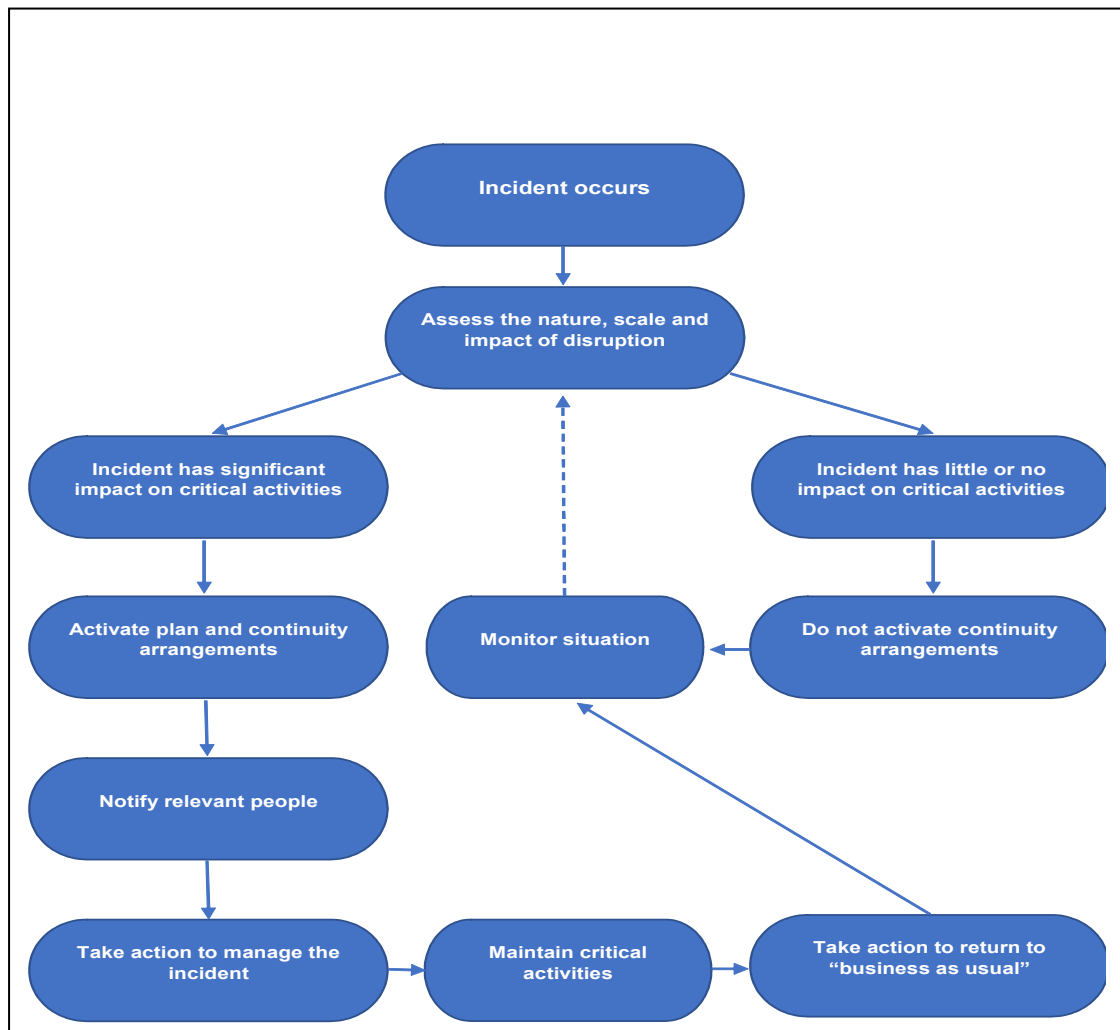 Incident occurs
Assess the nature, scale and
impact of disruption
Incident has significant
impact on critical activities
Incident has little or no
impact on critical activities
Activate plan and continuity
arrangements
Monitor situation
Do not activate continuity
arrangements
Notify relevant people
Take action to manage the
incident
Maintain critical
activities
Take action to return to
“business as usual”